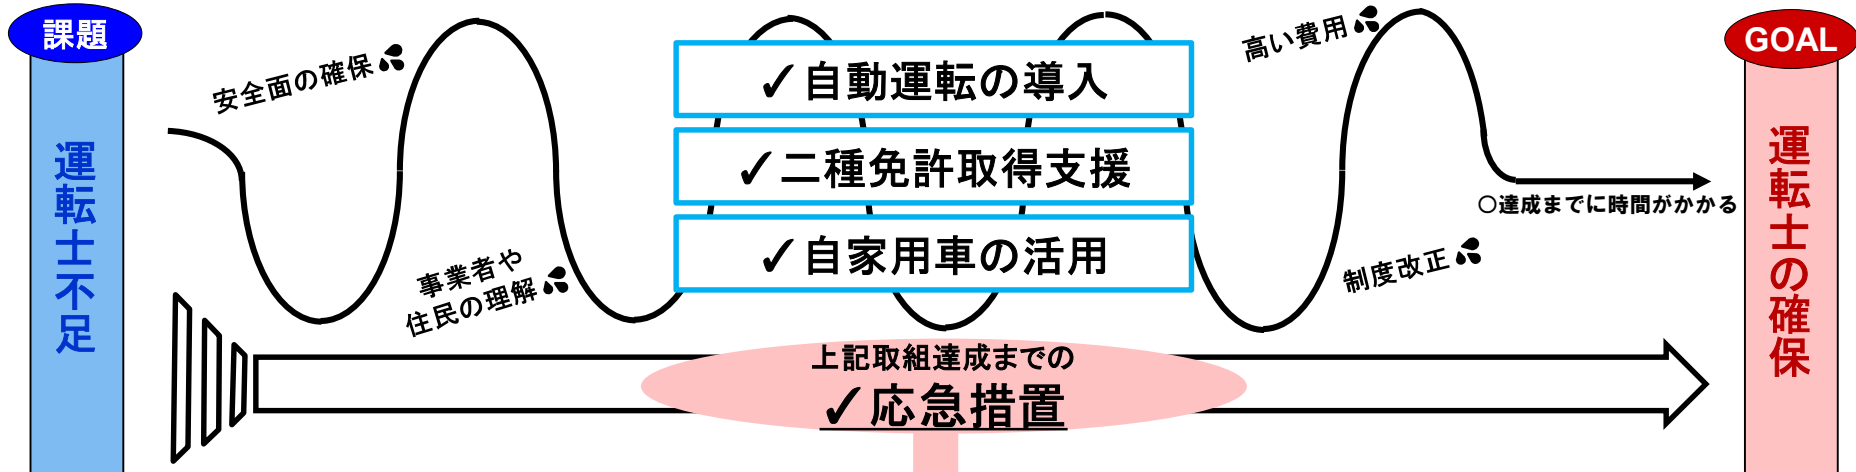 課題
運転士不足
安全面の確保
事業者や
住民の理解
✓自動運転の導入
✓二種免許取得支援
✓自家用車の活用
高い費用
制度改正
○達成までに時間がかかる
上記取組達成までの
✓応急措置
GOAL
運転士の確保